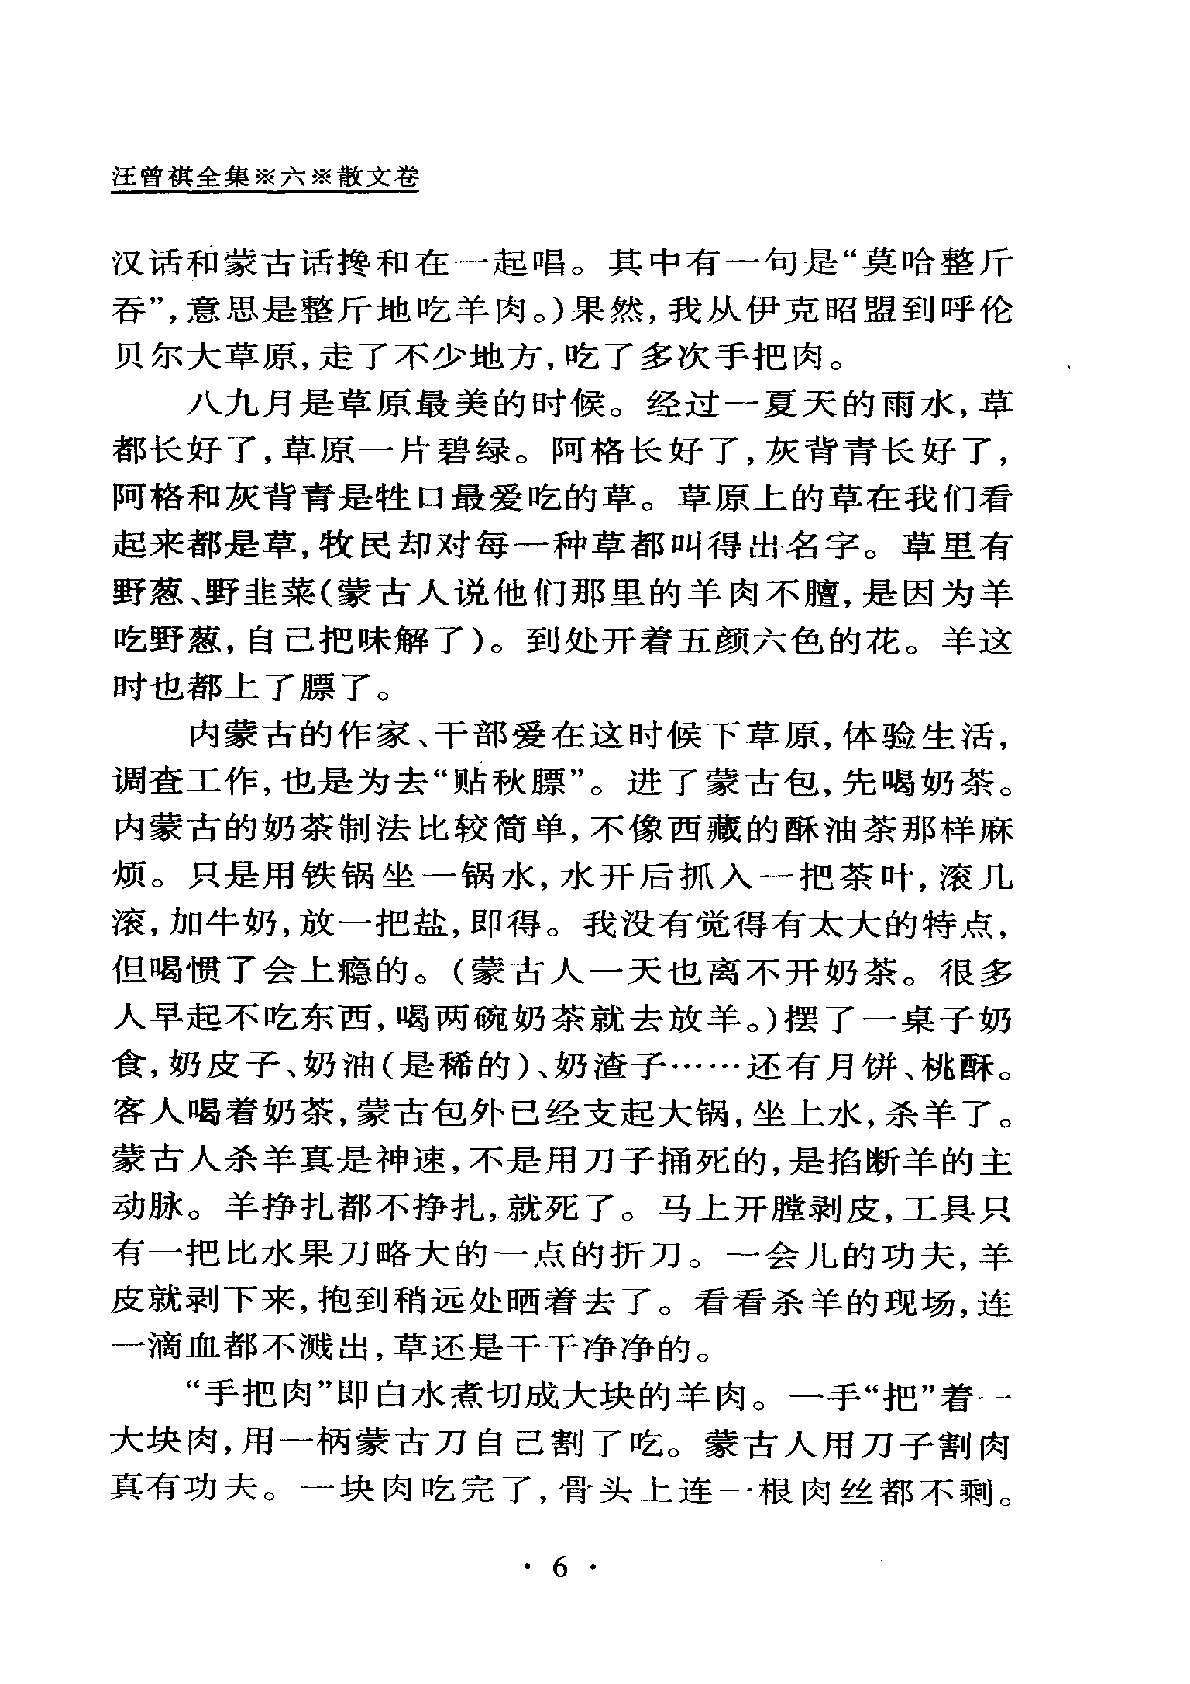 汪曾祺全集※六※散文卷
汉话和蒙古话搀和在一起唱。其中有一句是“莫哈整斤
吞”,意思是整斤地吃羊肉。)果然,我从伊克昭盟到呼伦
贝尔大草原,走了不少地方,吃了多次手把肉。
八九月是草原最美的时候。经过一夏天的雨水,草
都长好了,草原一片碧绿。阿格长好了,灰背青长好了,
阿格和灰背青是牲口最爱吃的草。草原上的草在我们看
起来都是草,牧民却对每一种草都叫得出名字。草里有
野葱、野韭菜(蒙古人说他们那里的羊肉不膻,是因为羊
吃野葱,自己把味解了)。到处开着五颜六色的花。羊这
时也都上了膘了。
内蒙古的作家、干部爱在这时候下草原,体验生活,
调查工作,也是为去“贴秋膘”。进了蒙古包,先喝奶茶。
内蒙古的奶茶制法比较简单,不像西藏的酥油茶那样麻
烦。只是用铁锅坐一锅水,水开后抓入一把茶叶,滚几
滚,加牛奶,放一把盐,即得。我没有觉得有太大的特点,
但喝惯了会上瘾的。(蒙古人一天也离不开奶茶。很多
人早起不吃东西,喝两碗奶茶就去放羊。)摆了一桌子奶
食,奶皮子、奶油(是稀的)、奶渣子……还有月饼、桃酥。
客人喝着奶茶,蒙古包外已经支起大锅,坐上水,杀羊了。
蒙古人杀羊真是神速,不是用刀子捅死的,是掐断羊的主
动脉。羊挣扎都不挣扎,就死了。马上开膛剥皮,工具只
有一把比水果刀略大的一点的折刀。一会儿的功夫,羊
皮就剥下来,抱到稍远处晒着去了。看看杀羊的现场,连
一滴血都不溅出,草还是干干净净的。
“手把肉”即白水煮切成大块的羊肉。一手“把”着一
大块肉,用一柄蒙古刀自己割了吃。蒙古人用刀子割肉
真有功夫。一块肉吃完了,骨头上连一根肉丝都不剩。
· 6 ·